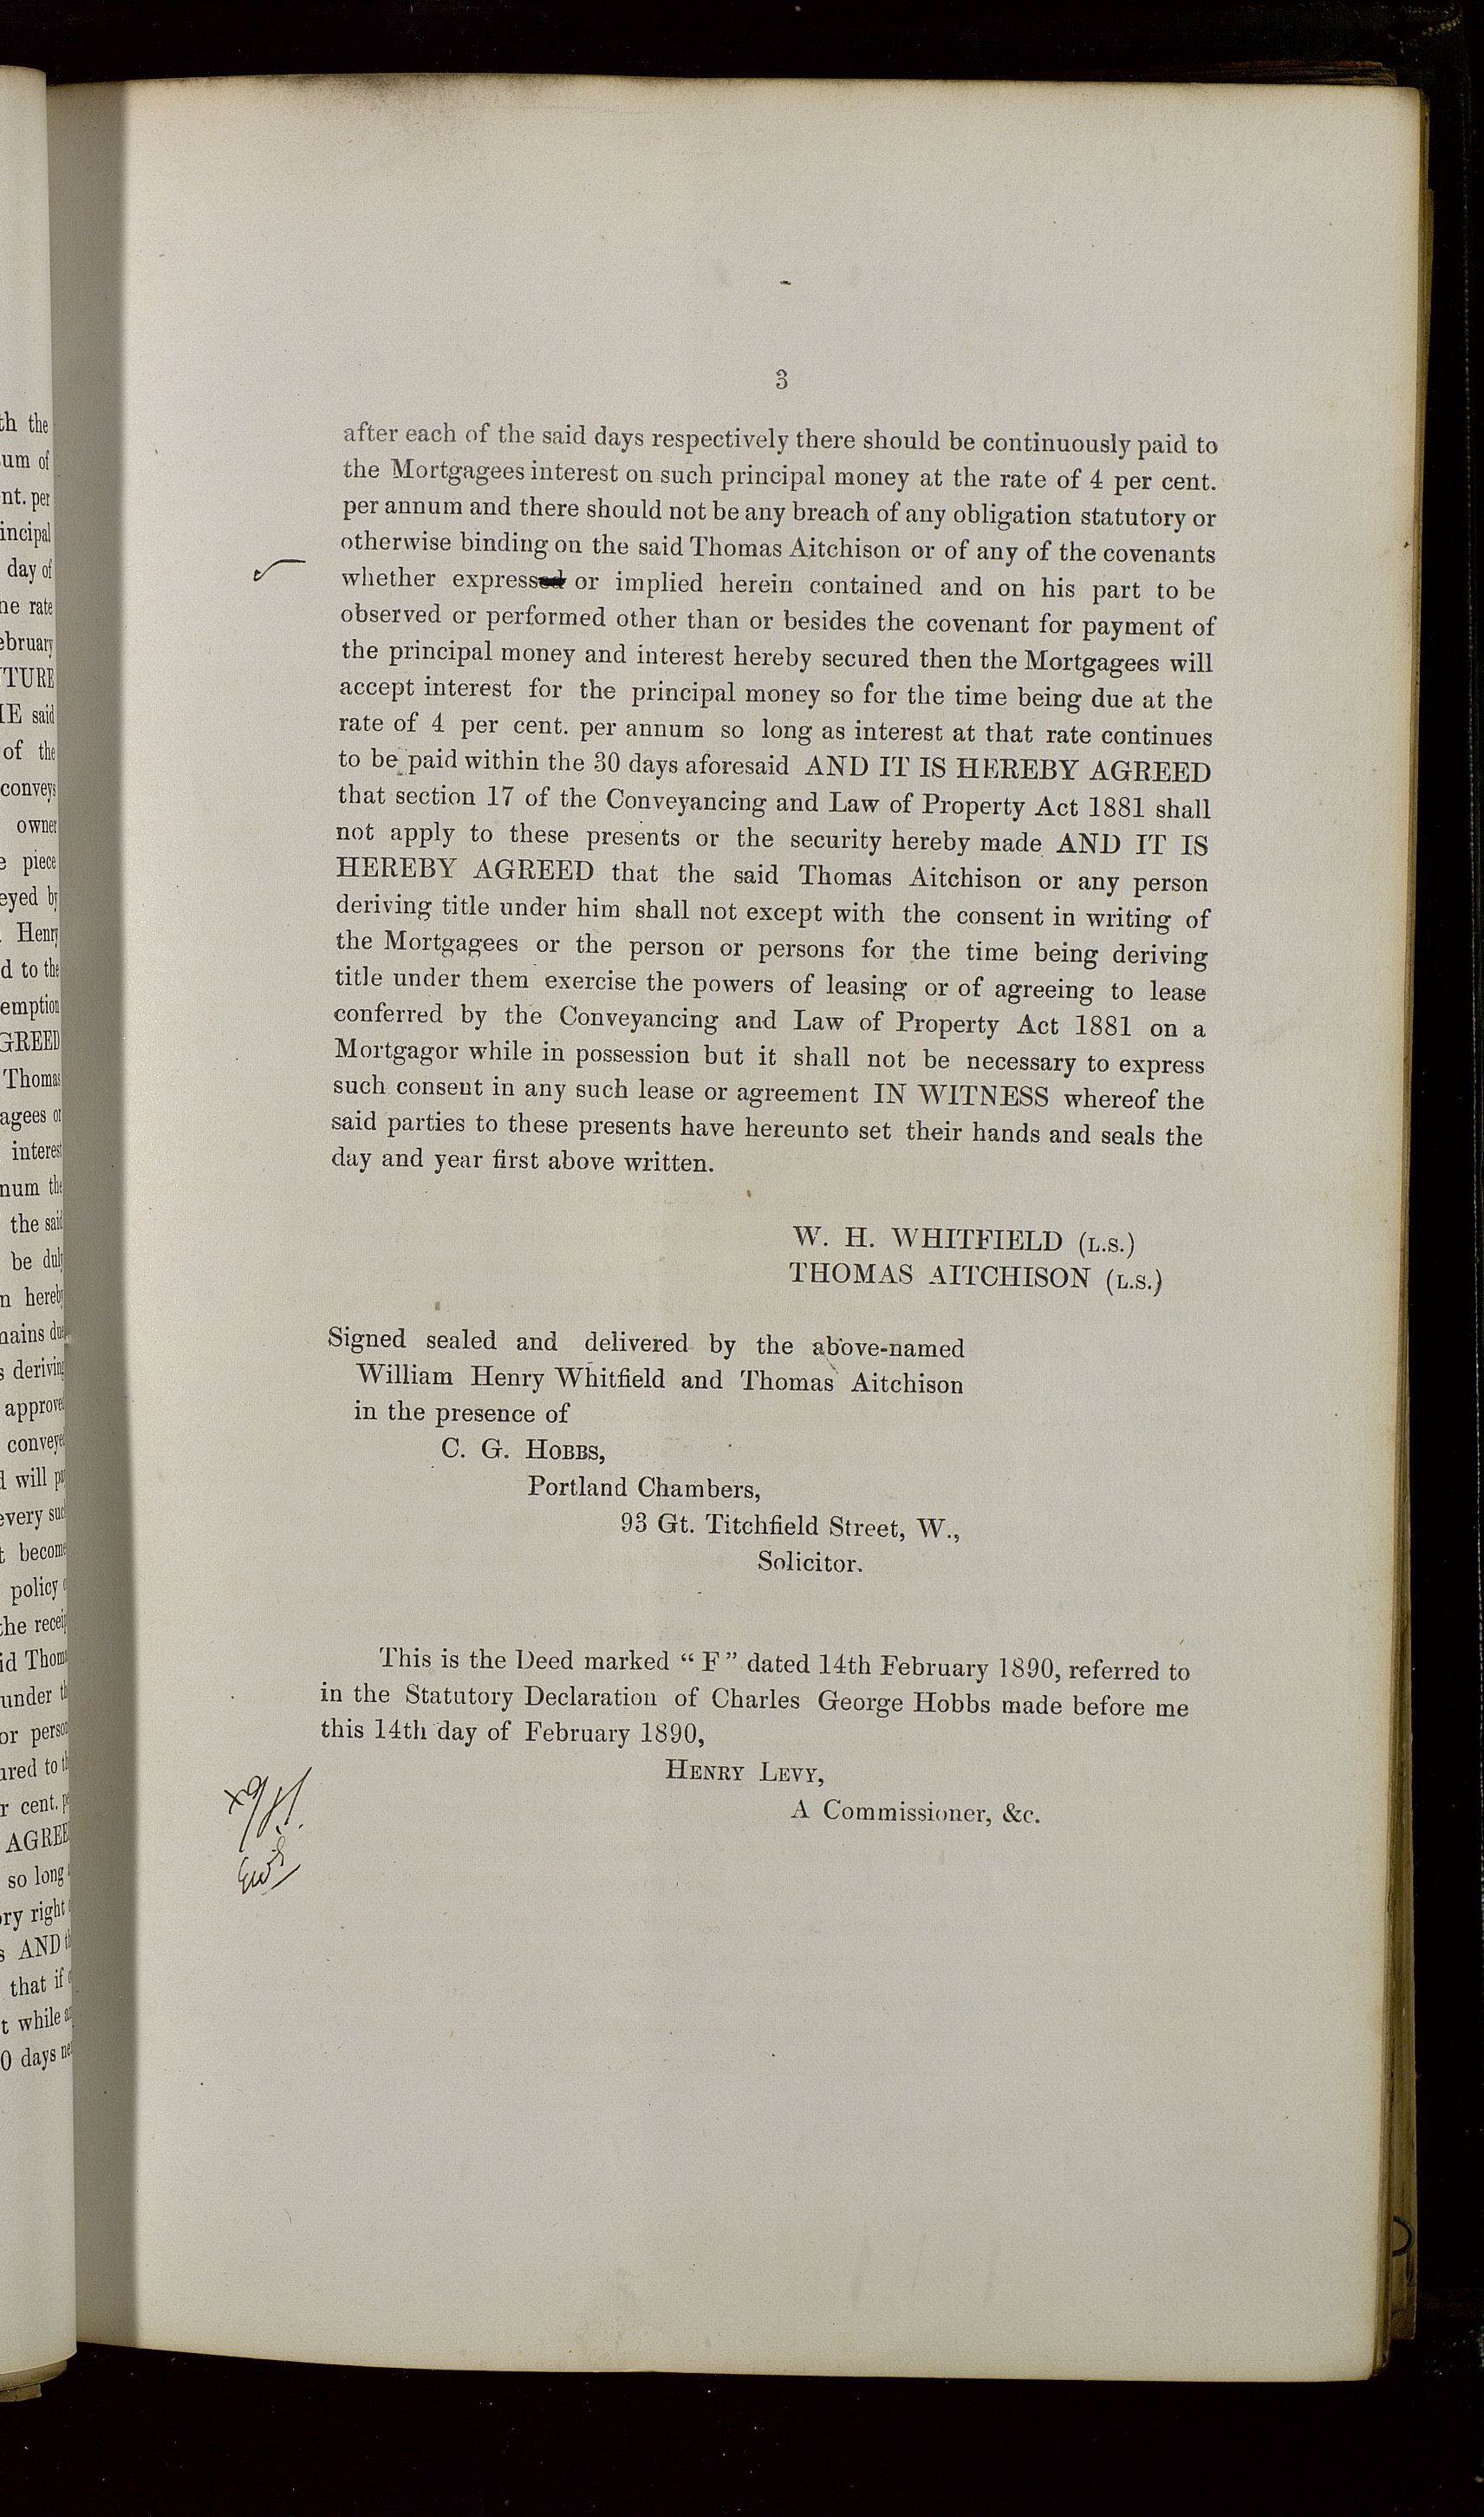 3
after each of the said days respectively there should be continuously paid to
the Mortgagees interest on such principal money at the rate of 4 per cent.
per annum and there should not be any breach of any obligation statutory or
otherwise binding on the said Thomas Aitchison or of any of the covenants
whether express or implied herein contained and on his part to be
observed or performed other than or besides the covenant for payment of
the principal money and interest hereby secured then the Mortgagees will
accept interest for the principal money so for the time being due at the
rate of 4 per cent. per annum so long as interest at that rate continues
to be paid within the 30 days aforesaid AND IT IS HEREBY AGREED
that section 17 of the Conveyancing and Law of Property Act 1881 shall
not apply to these presents or the security hereby made AND IT IS
HEREBY AGREED that the said Thomas Aitchison or any person
deriving title under him shall not except with the consent in writing of
the Mortgagees or the person or persons for the time being deriving
title under them exercise the powers of leasing or of agreeing to lease
conferred by the Conveyancing and Law of Property Act 1881 on a
Mortgagor while in possession but it shall not be necessary to express
such consent in any such lease or agreement IN WITNESS whereof the
said parties to these presents have hereunto set their hands and seals the
day and year first above written.
W. H. WHITFIELD (L.S.)
THOMAS AITCHISON (L.S.)
Signed sealed and delivered by the above-named
William Henry Whitfield and Thomas Aitchison
in the presence of
C. G. HOBBS,
Portland Chambers,
93 Gt. Titchfield Street, W.,
Solicitor.
This is the Deed marked “ F ” dated 14th February 1890, referred to
in the Statutory Declaration of Charles George Hobbs made before me
this 14th day of February 1890,
HENRY LEVY,
A Commissioner, &c.